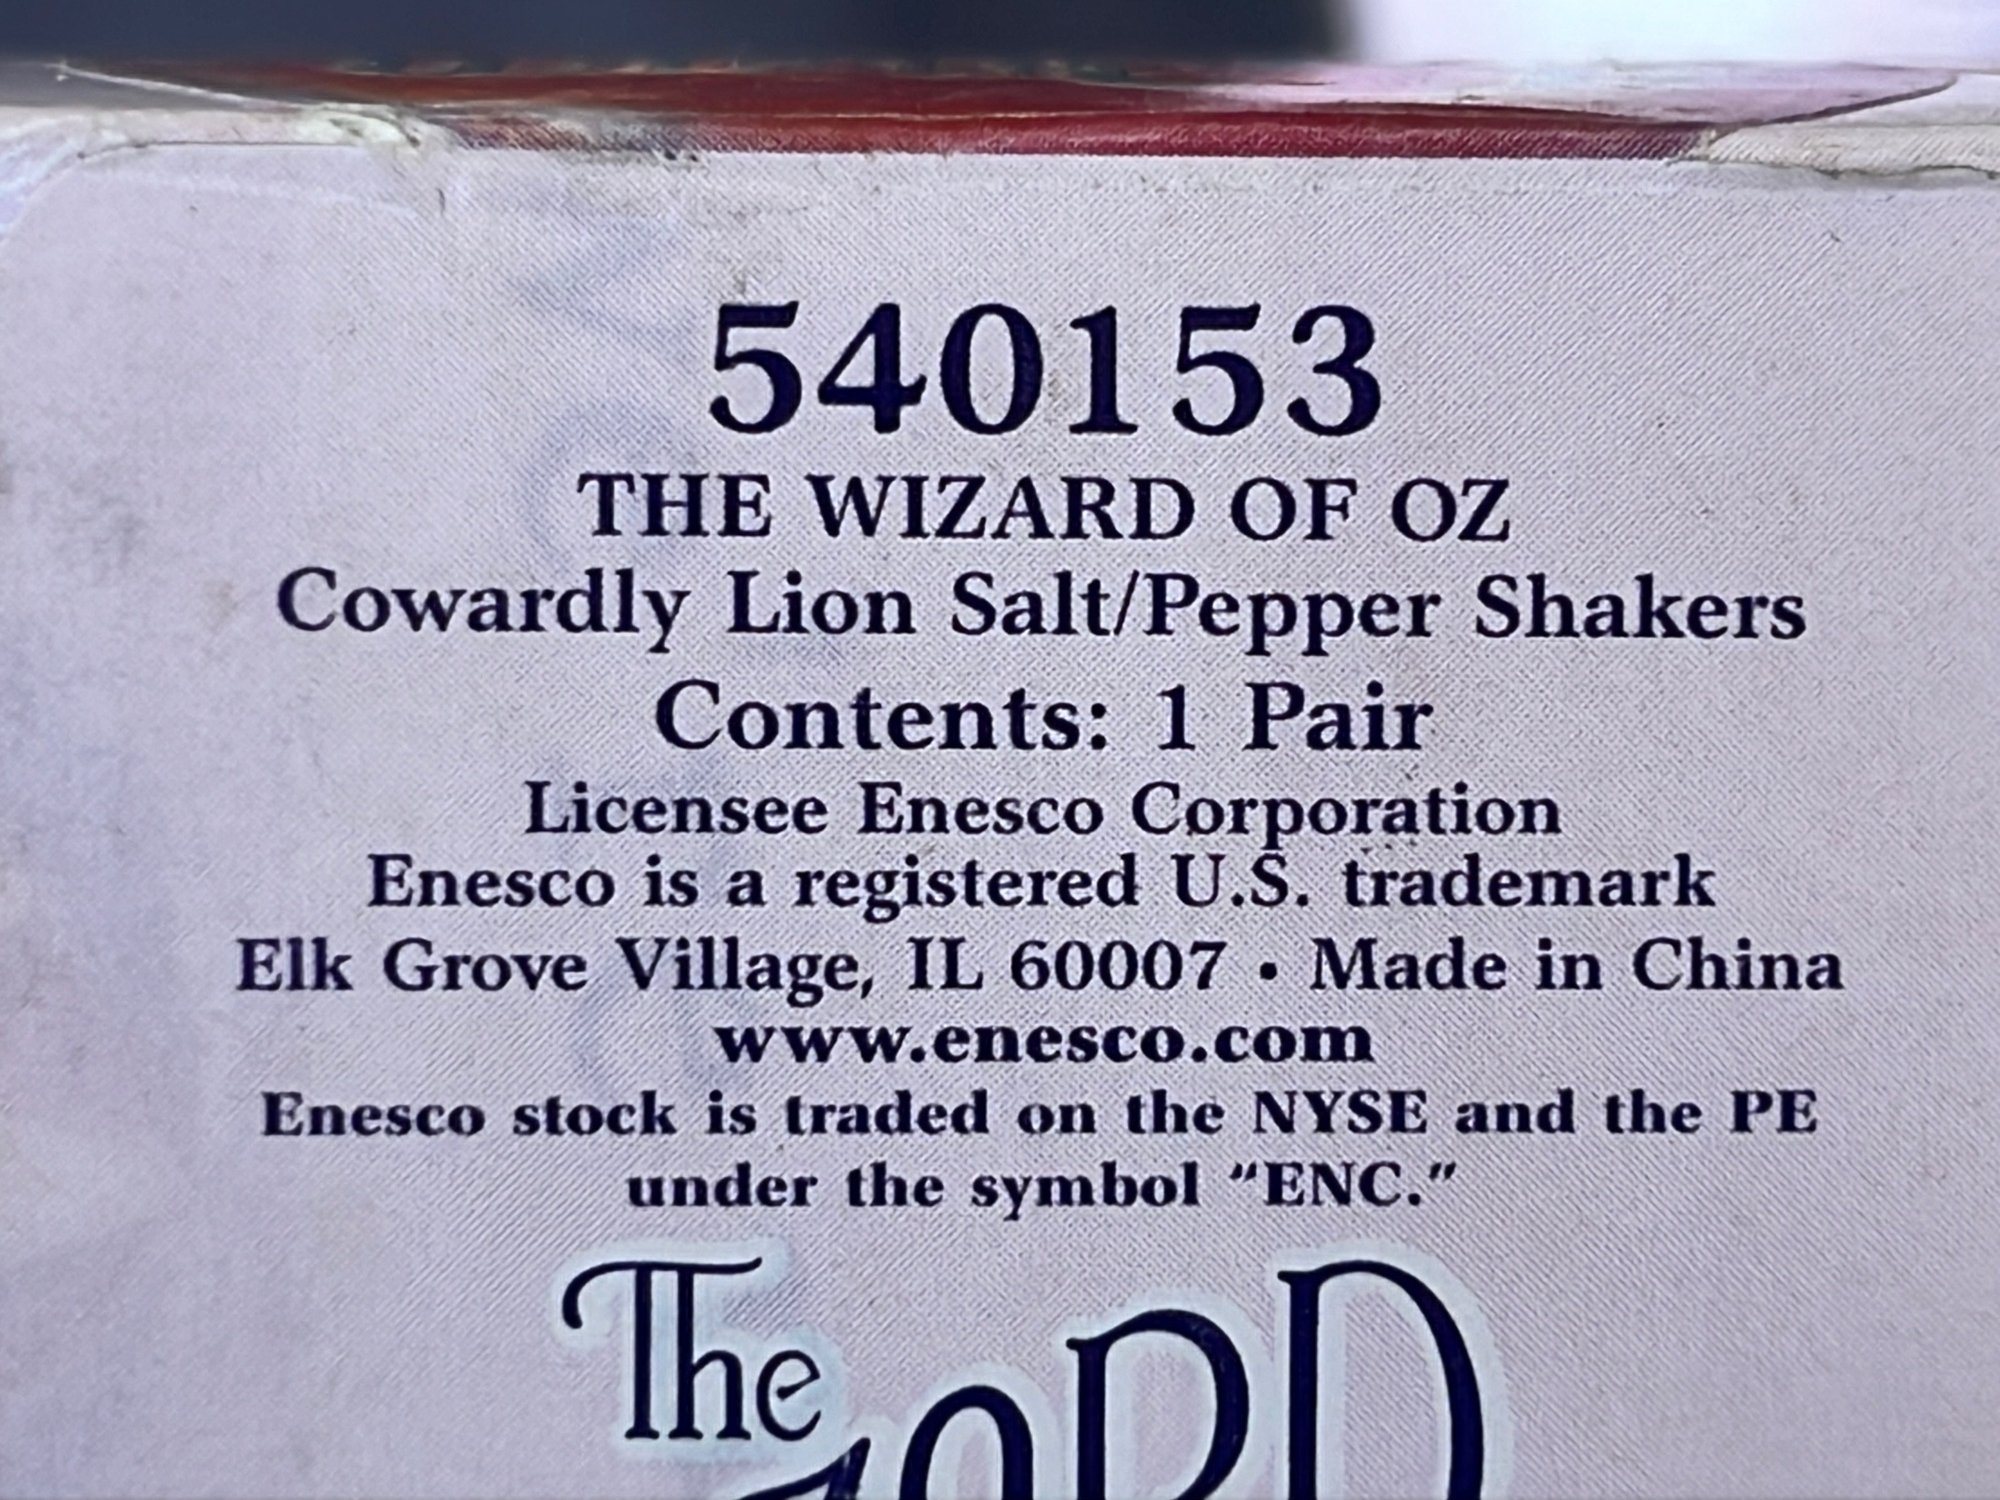 540153
THE WIZARD OF OZ
Cowardly Lion Salt/Pepper Shakers
Contents: 1 Pair
Licensee Enesco Corporation
Enesco is a registered U.S. trademark
Elk Grove Village, IL 60007 • Made in China
www.enesco.com
Enesco stock is traded on the NYSE and the PE
under the symbol “ENC.”
The